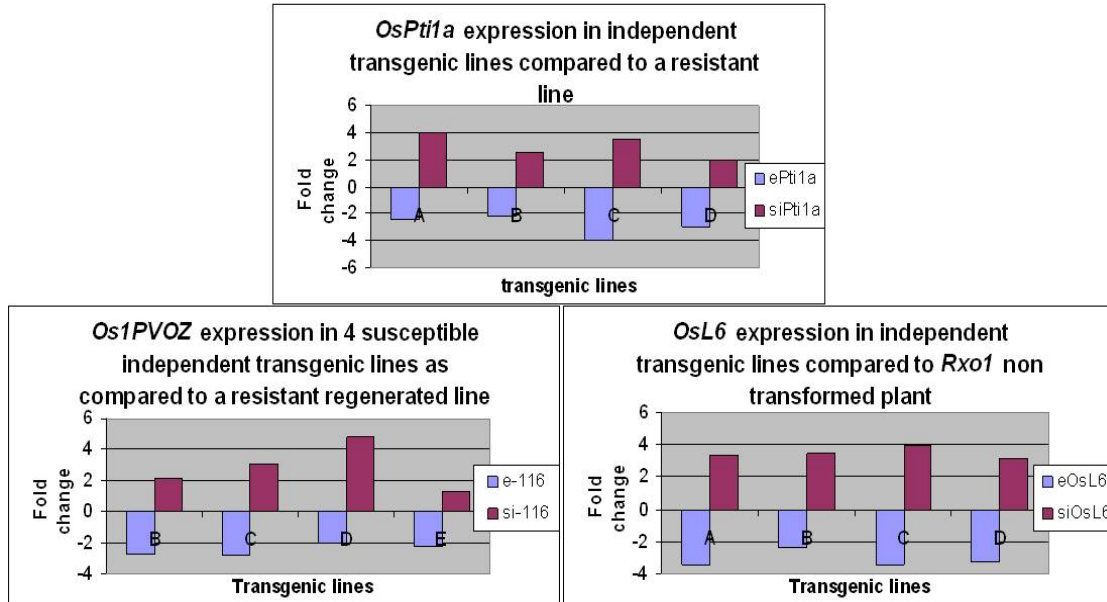 OsPti1a expression in independent
transgenic lines compared to a resistant
line
6
4
2
0
-2
-4
-6
Fold
change
A
B
C
D
ePti1a
siPti1a
transgenic lines
Os1PVOZ expression in 4 susceptible
independent transgenic lines as
compared to a resistant regenerated line
6
4
2
0
-2
-4
Fold
change
B
C
D
E
e-116
si-116
Transgenic lines
OsL6 expression in independent
transgenic lines compared to Rxo1 non
transformed plant
6
4
2
0
-2
-4
Fold
change
A
B
C
D
eOsL6
siOsL6
Transgenic Lines